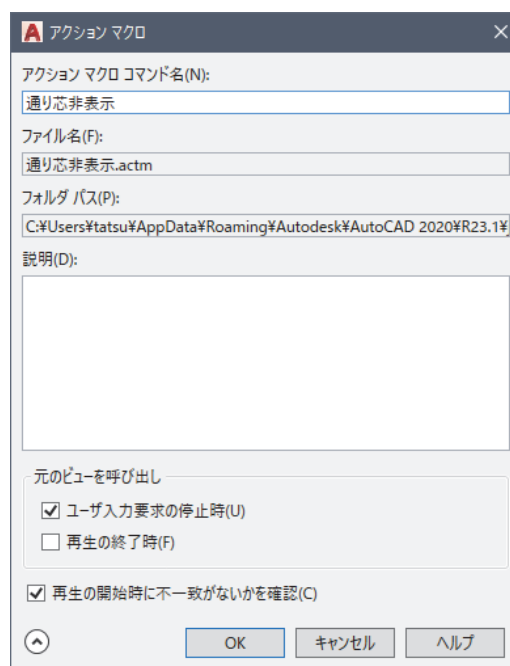 アクション マクロ
アクション マクロ コマンド名(N):
通り芯非表示
ファイル名(F):
通り芯非表示.actm
フォルダ パス(P):
C:¥Users¥tatsu¥AppData¥Roaming¥Autodesk¥AutoCAD 2020¥R23.1¥
説明(D):
元のビューを呼び出し
ユーザ入力要求の停止時(U)
再生の終了時(F)
再生の開始時に不一致がないかを確認(C)
OK キャンセル ヘルプ